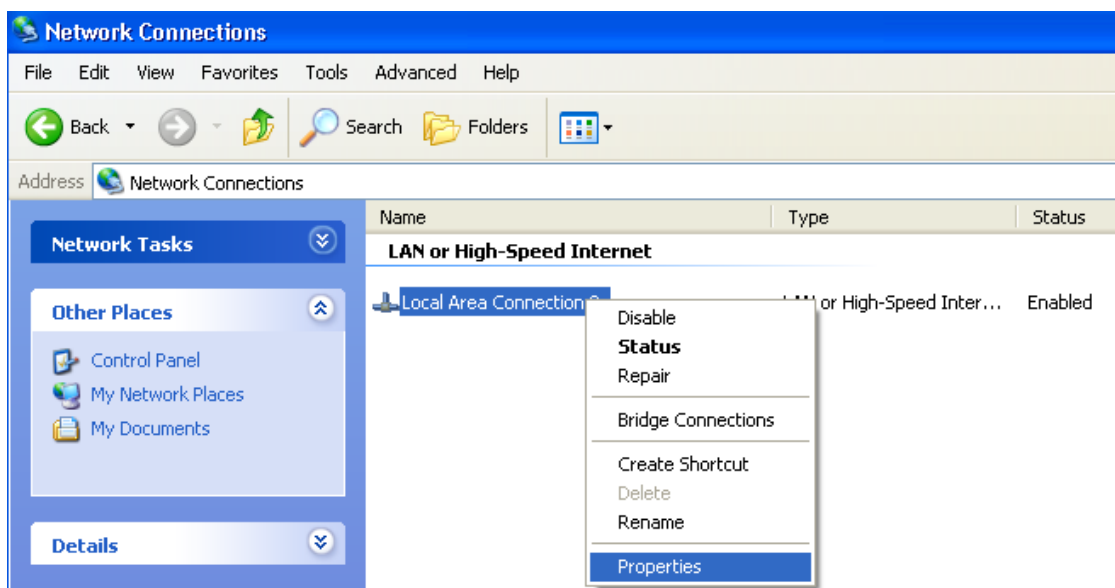 Network Connections
File Edit View Favorites Tools Advanced Help
Back Search Folders
Address Network Connections
Network Tasks
Other Places
Control Panel
My Network Places
My Documents
Details
Name Type Status
LAN or High-Speed Internet
Local Area Connection or High-Speed Inter... Enabled
Disable
Status
Repair
Bridge Connections
Create Shortcut
Delete
Rename
Properties